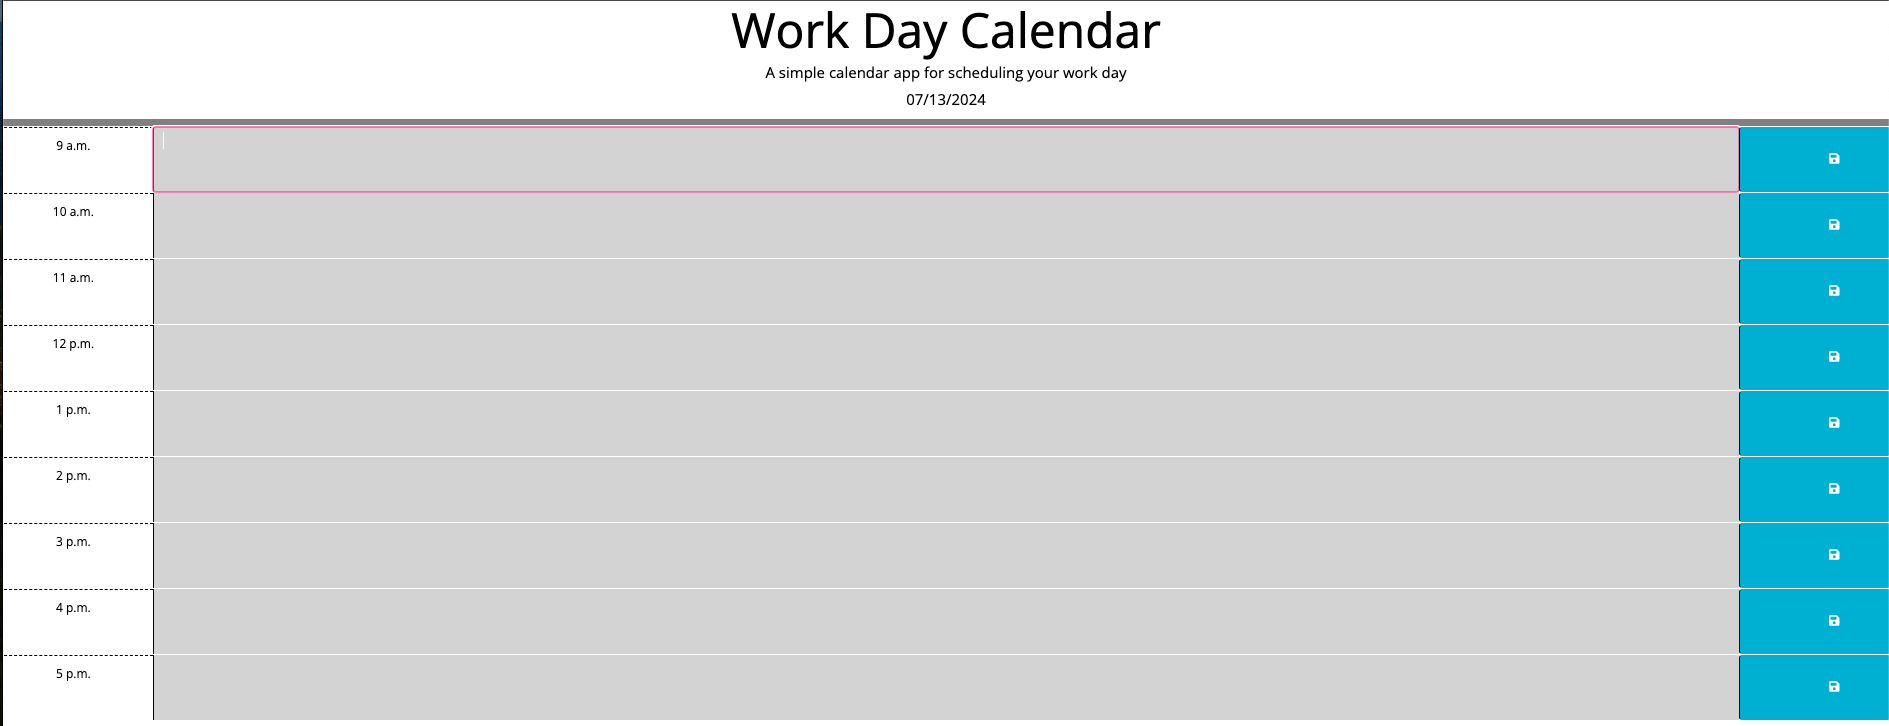 Work Day Calendar
A simple calendar app for scheduling your work day
07/13/2024
9 a.m.
10 a.m.
11 a.m.
12 p.m.
1 p.m.
2 p.m.
3 p.m.
4 p.m.
5 p.m.